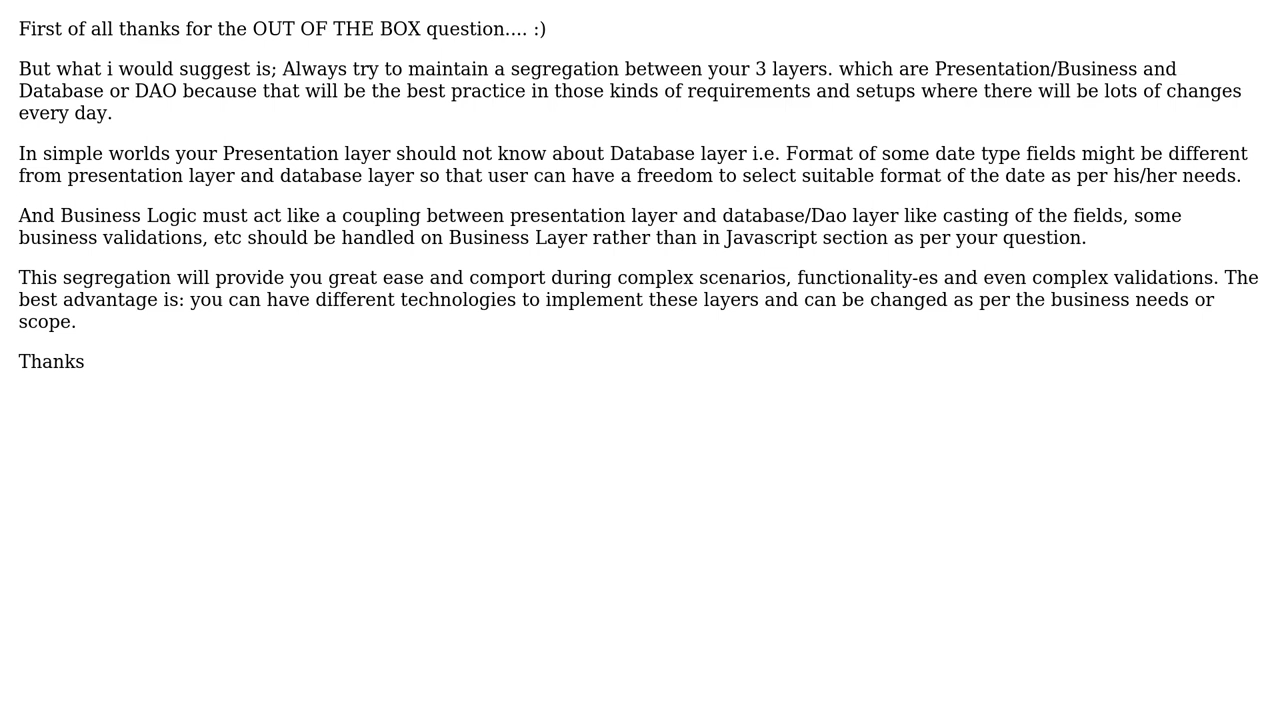 First of all thanks for the OUT OF THE BOX question.... :)
But what i would suggest is; Always try to maintain a segregation between your 3 layers. which are Presentation/Business and
Database or DAO because that will be the best practice in those kinds of requirements and setups where there will be lots of changes
every day.
In simple worlds your Presentation layer should not know about Database layer i.e. Format of some date type fields might be different
from presentation layer and database layer so that user can have a freedom to select suitable format of the date as per his/her needs.
And Business Logic must act like a coupling between presentation layer and database/Dao layer like casting of the fields, some
business validations, etc should be handled on Business Layer rather than in Javascript section as per your question.
This segregation will provide you great ease and comport during complex scenarios, functionality-es and even complex validations. The
best advantage is: you can have different technologies to implement these layers and can be changed as per the business needs or
scope.
Thanks